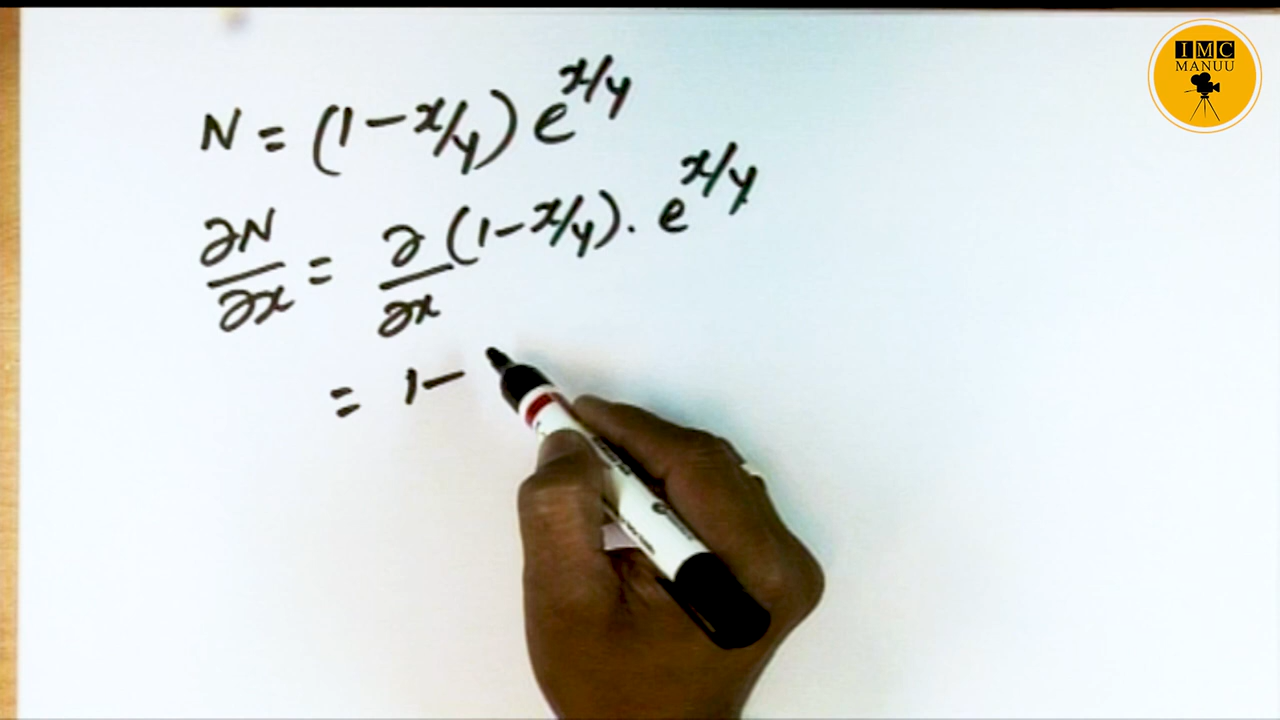 IMC
MANUU
N = (1 - x/y) e^{x/y}
∂N/∂x = ∂/∂x (1 - x/y) . e^{x/y}
= 1 -